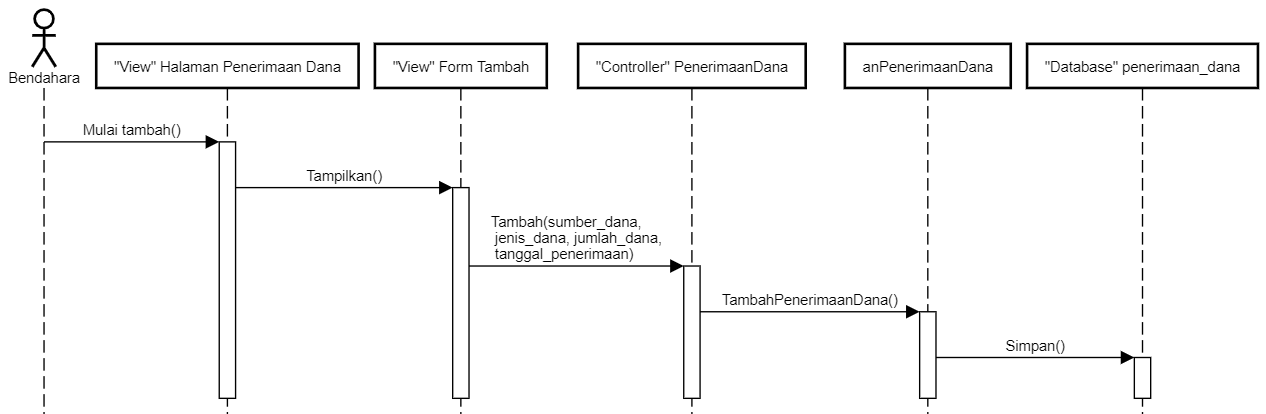 Bendahara
"View" Halaman Penerimaan Dana
"View" Form Tambah
"Controller" PenerimaanDana
anPenerimaanDana
"Database" penerimaan_dana
Mulai tambah()
Tampilkan()
Tambah(sumber_dana,
jenis_dana, jumlah_dana,
tanggal_penerimaan)
TambahPenerimaanDana()
Simpan()